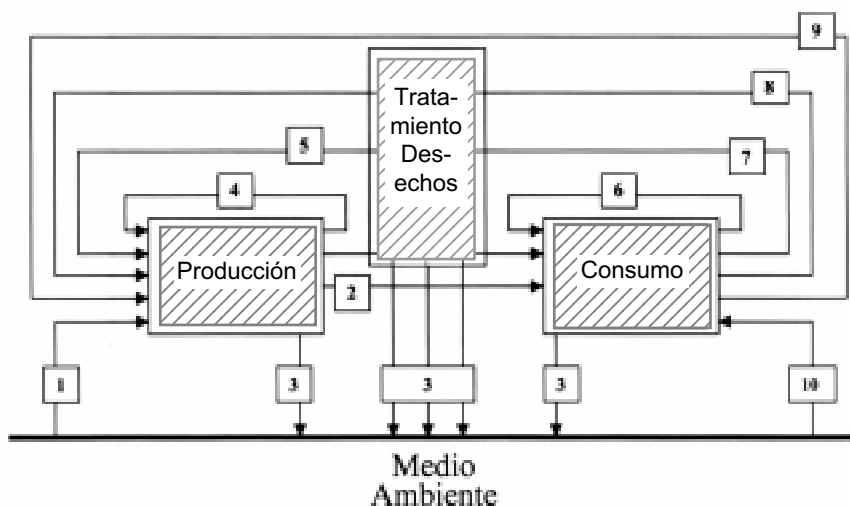 9
8
Trata-
miento
Des-
echos
5
7
4
6
Producción
Consumo
2
1
3
3
3
10
Medio
Ambiente